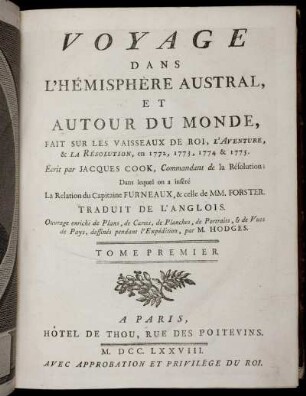 VOYAGE
DANS
L'HÉMISPHÈRE AUSTRAL,
ET
AUTOUR DU MONDE,
FAIT SUR LES VAISSEAUX DE ROI, L'AVENTURE,
& LA RÉSOLUTION, en 1772, 1773, 1774 & 1775.
Écrit par JACQUES COOK, Commandant de la Résolution:
Dans lequel on a inséré
La Relation du Capitaine FURNEAUX, & celle de MM. FORSTER.
TRADUIT DE L'ANGLOIS.
Ouvrage enrichi de Plans, de Cartes, de Planches, de Portraits, & de Vues
de Pays, dessinés pendant l'Expédition, par M. HODGES.
TOME PREMIER
A PARIS,
HÔTEL DE THOU, RUE DES POITEVINS.
M. DCC. LXXVIII.
AVEC APPROBATION ET PRIVILÈGE DU ROI.